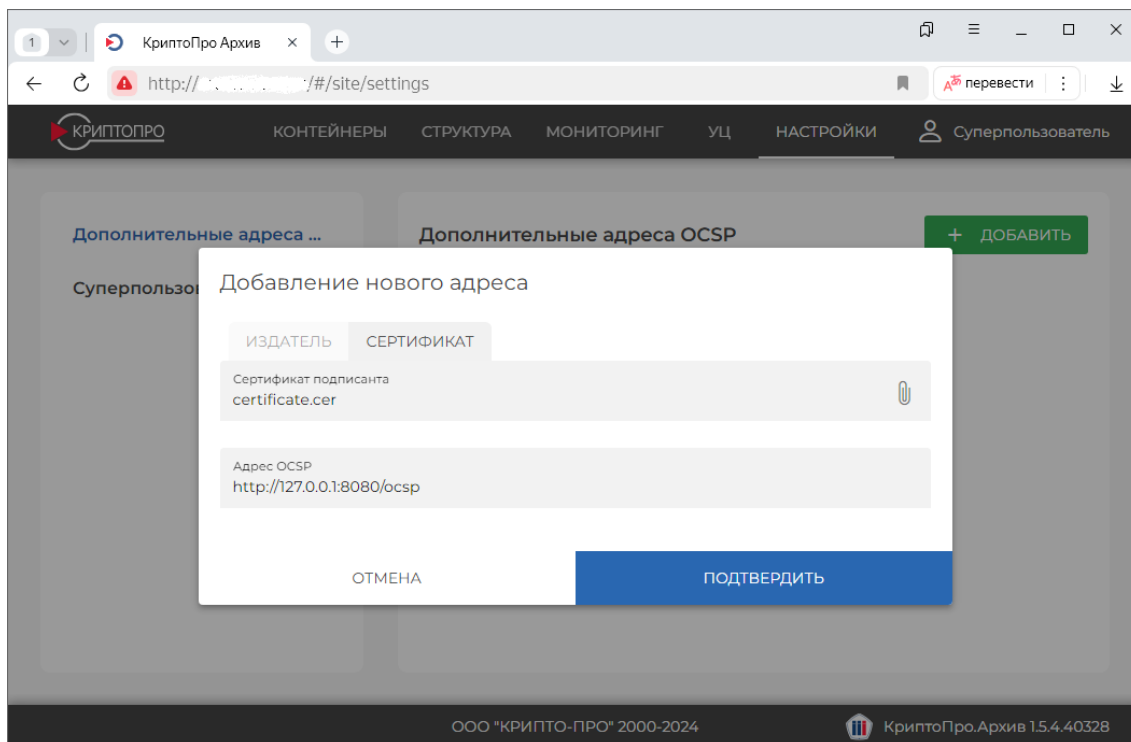 1
КриптоПро Архив
http:// /#/site/settings
перевести
КРИПТОПРО
КОНТЕЙНЕРЫ СТРУКТУРА МОНИТОРИНГ УЦ НАСТРОЙКИ Суперпользователь
Дополнительные адреса ...
Дополнительные адреса OCSP
+ ДОБАВИТЬ
Суперпользо
Добавление нового адреса
ИЗДАТЕЛЬ СЕРТИФИКАТ
Сертификат подписанта
certificate.cer
Адрес OCSP
http://127.0.0.1:8080/ocsp
ОТМЕНА ПОДТВЕРДИТЬ
ООО "КРИПТО-ПРО" 2000-2024
КриптоПро.Архив 1.5.4.40328